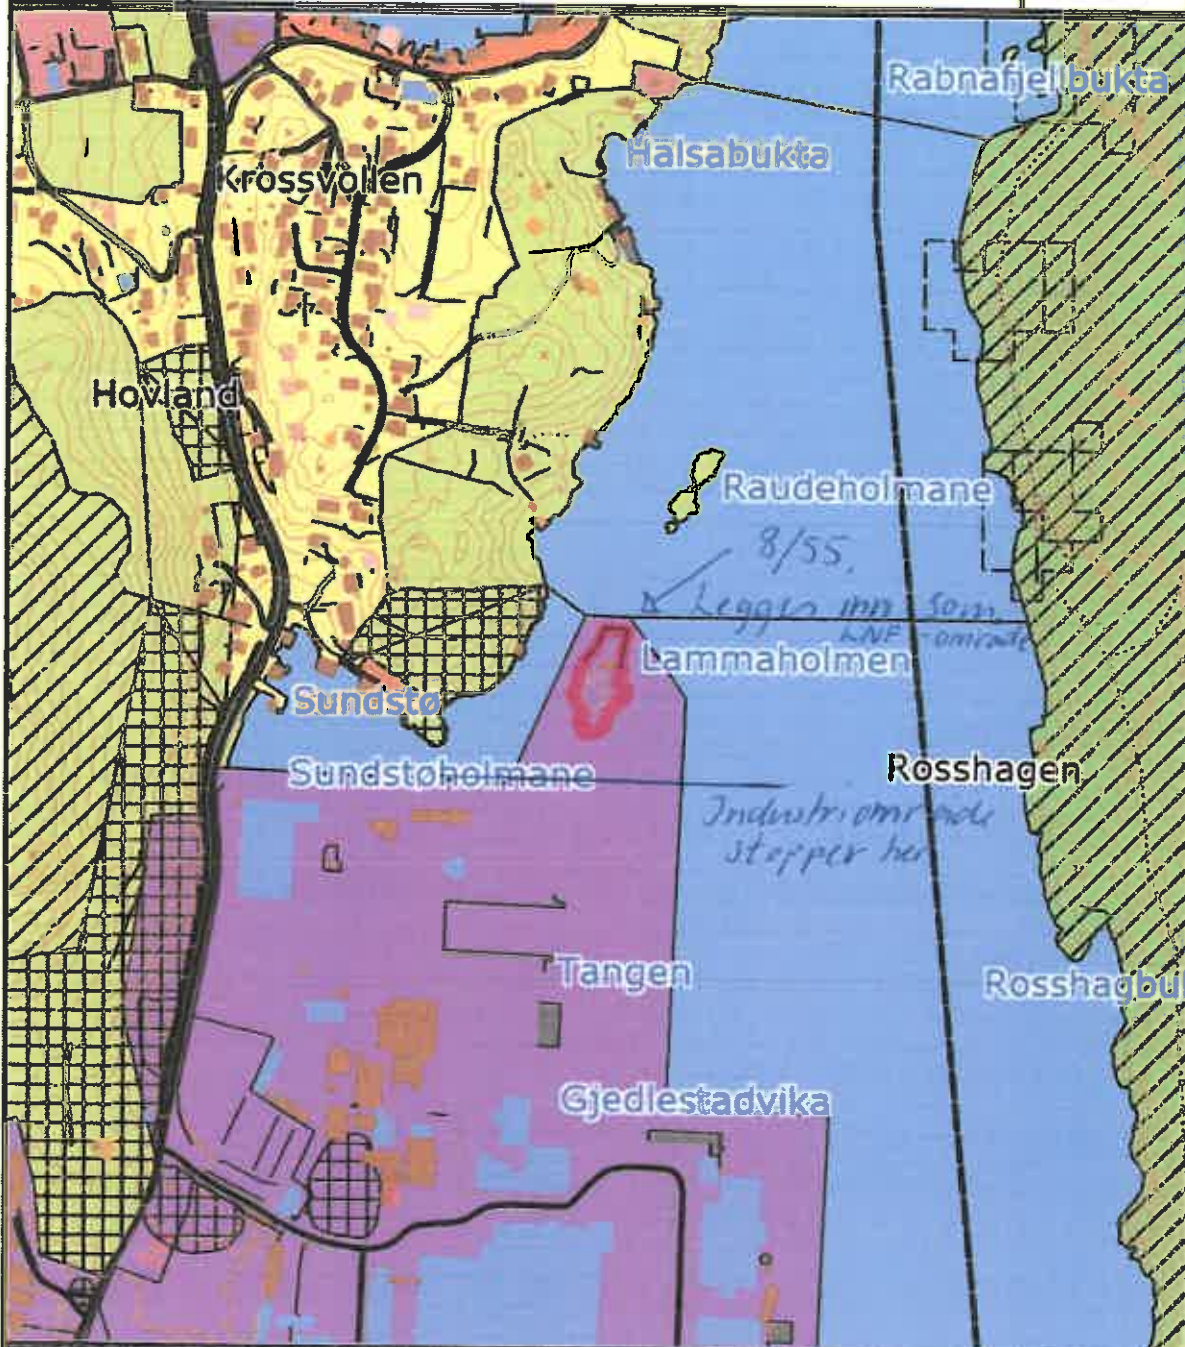 Rabnafjellbukta
Hålsabukta
Krossvollen
Hovland
Raudeholmane
8/55.
Legges inn som
LNF-område
Lammaholmen
Sundstø
Sundstøholmane
Rosshagen
Industriområde
stopper her
Tangen
Rosshagbu
Gjedlestadvika